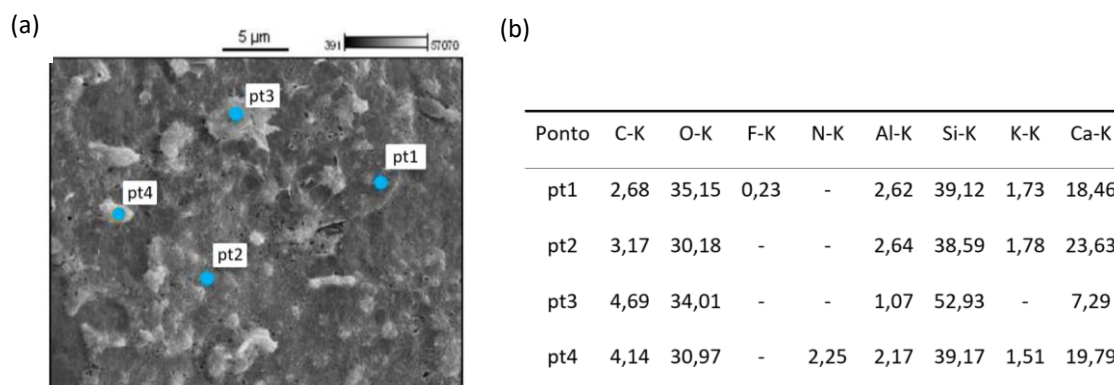 (a)
5 µm
391
57070
pt3
pt1
pt4
pt2
(b)
Ponto C-K O-K F-K N-K Al-K Si-K K-K Ca-K
pt1 2,68 35,15 0,23 - 2,62 39,12 1,73 18,46
pt2 3,17 30,18 - - 2,64 38,59 1,78 23,63
pt3 4,69 34,01 - - 1,07 52,93 - 7,29
pt4 4,14 30,97 - 2,25 2,17 39,17 1,51 19,79